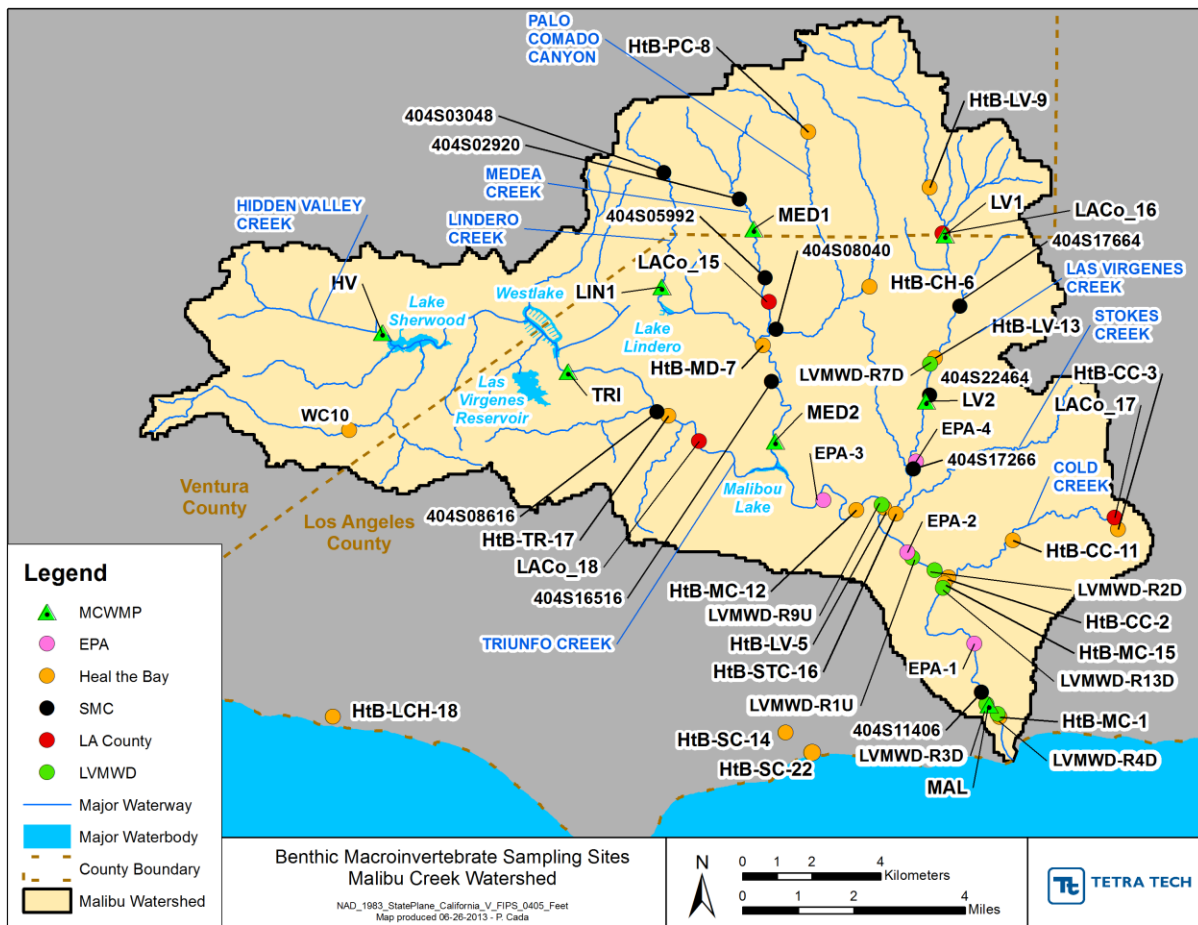 PALO
COMADO
CANYON
HtB-PC-8
HtB-LV-9
404S03048
404S02920
MEDEA
CREEK
HIDDEN VALLEY
CREEK
LINDERO
CREEK
404S05992
MED1
LV1
LACo_16
404S17664
404S08040
LACo_15
LAS VIRGENES
CREEK
HV
Lake
Sherwood
Westlake
LIN1
HtB-CH-6
HtB-LV-13
STOKES
CREEK
Lake
Lindero
HtB-MD-7
LVMWD-R7D
HtB-CC-3
404S22464
LACo_17
Las
Virgenes
Reservoir
TRI
LV2
WC10
MED2
EPA-4
EPA-3
404S17266
COLD
CREEK
Ventura
County
Los Angeles
County
Malibou
Lake
404S08616
HtB-TR-17
LACo_18
404S16516
TRIUNFO CREEK
EPA-2
HtB-CC-11
HtB-MC-12
LVMWD-R9U
HtB-LV-5
HtB-STC-16
LVMWD-R1U
LVMWD-R2D
HtB-CC-2
HtB-MC-15
EPA-1
LVMWD-R13D
HtB-LCH-18
HtB-SC-14
HtB-SC-22
404S11406
HtB-MC-1
LVMWD-R3D
LVMWD-R4D
MAL
Legend
MCWMP
EPA
Heal the Bay
SMC
LA County
LVMWD
Major Waterway
Major Waterbody
County Boundary
Malibu Watershed
Benthic Macroinvertebrate Sampling Sites
Malibu Creek Watershed
NAD_1983_StatePlane_California_V_FIPS_0405_Feet
Map produced 06-26-2013 - P. Cada
N
0 1 2 4
Kilometers
0 1 2 4
Miles
Tt TETRA TECH